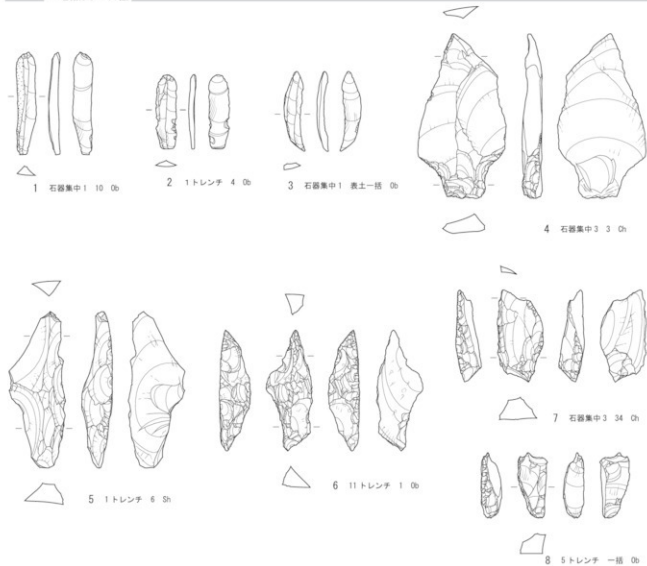 1 石器集中1 10 Ob
2 1トレンチ 4 Ob
3 石器集中1 表土一括 Ob
4 石器集中3 3 Ch
5 1トレンチ 6 Sh
6 11トレンチ 1 Ob
7 石器集中3 34 Ch
8 5トレンチ 一括 Ob